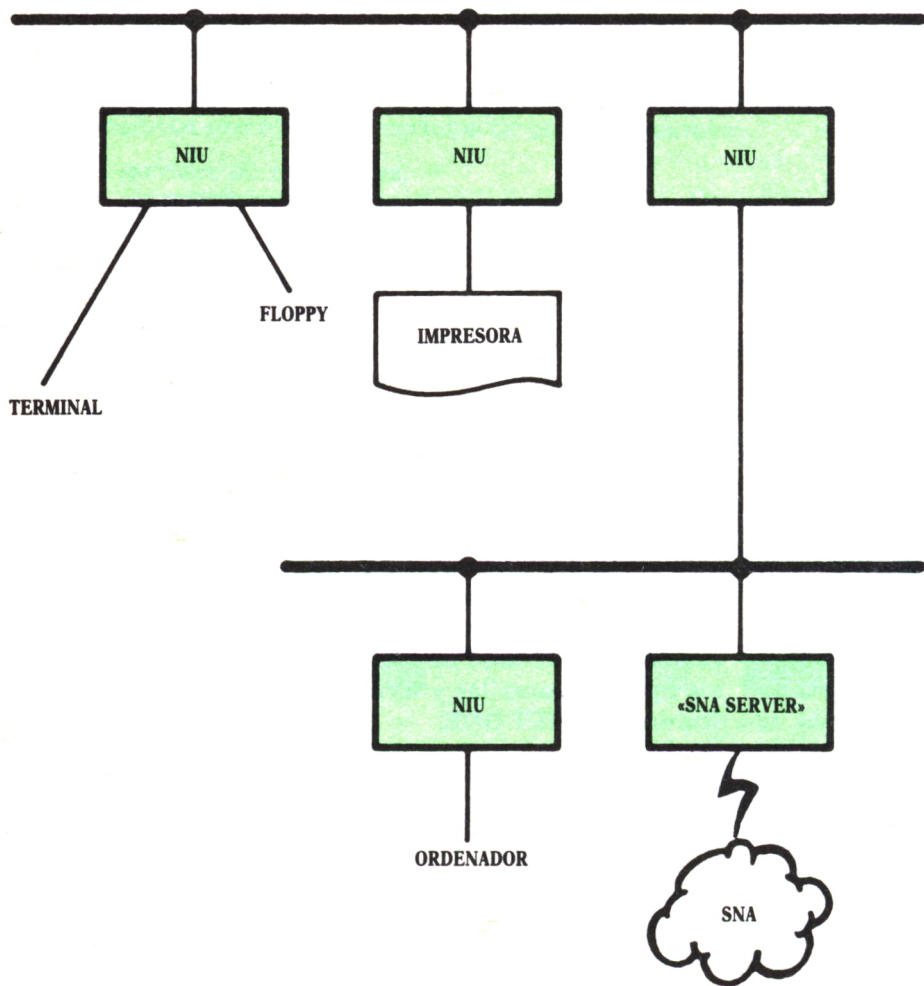 NIU
NIU
NIU
FLOPPY
IMPRESORA
TERMINAL
NIU
«SNA SERVER»
ORDENADOR
SNA